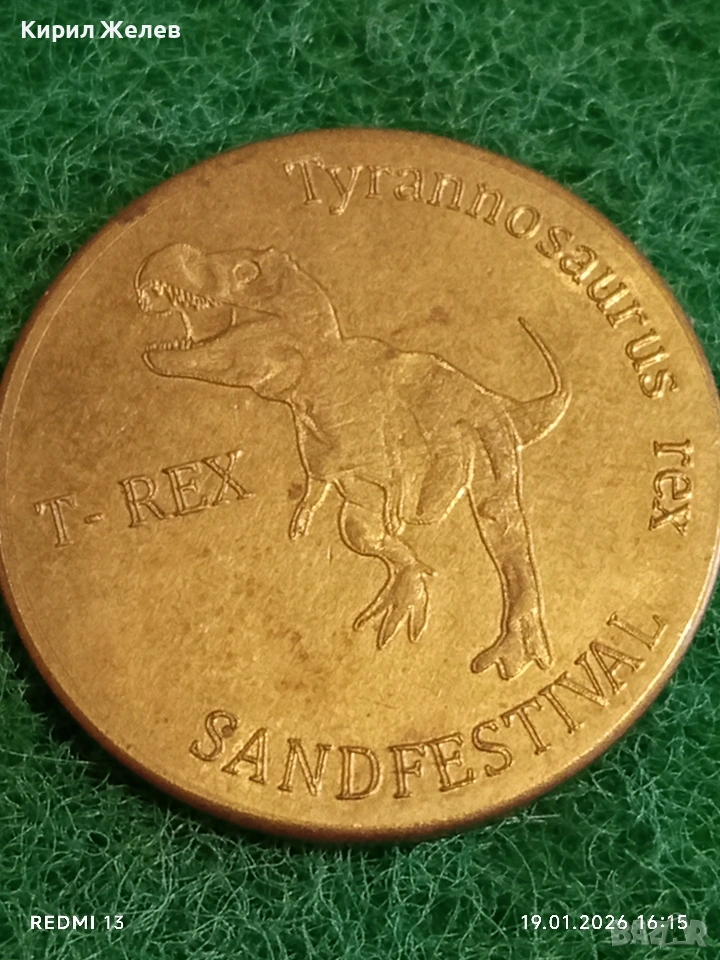 Кирил Желев
Tyrannosaurus rex
T-REX
SANDFESTIVAL
REDMI 13
19.01.2026 16:15